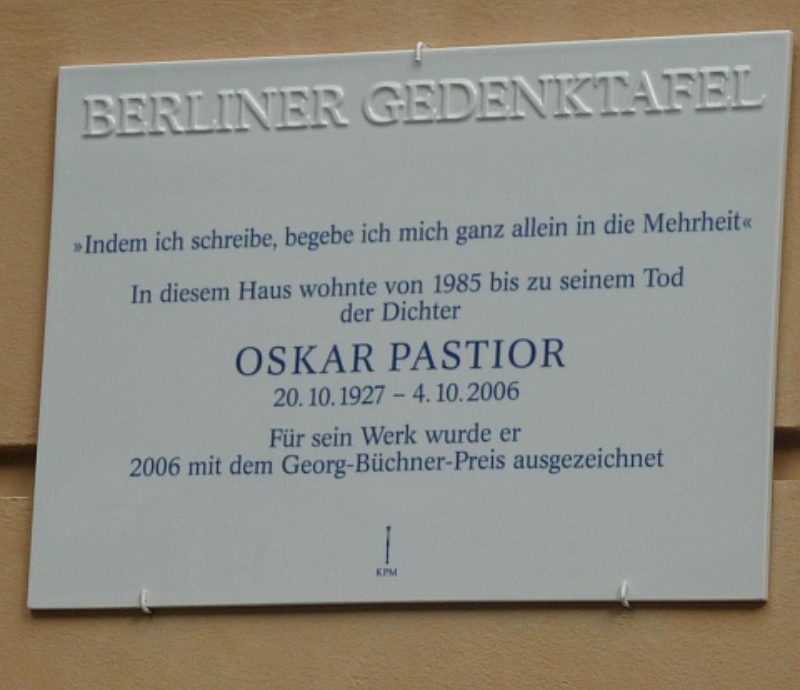 BERLINER GEDENKTAFEL
»Indem ich schreibe, begebe ich mich ganz allein in die Mehrheit«
In diesem Haus wohnte von 1985 bis zu seinem Tod
der Dichter
OSKAR PASTIOR
20.10.1927 – 4.10.2006
Für sein Werk wurde er
2006 mit dem Georg-Büchner-Preis ausgezeichnet
KPM